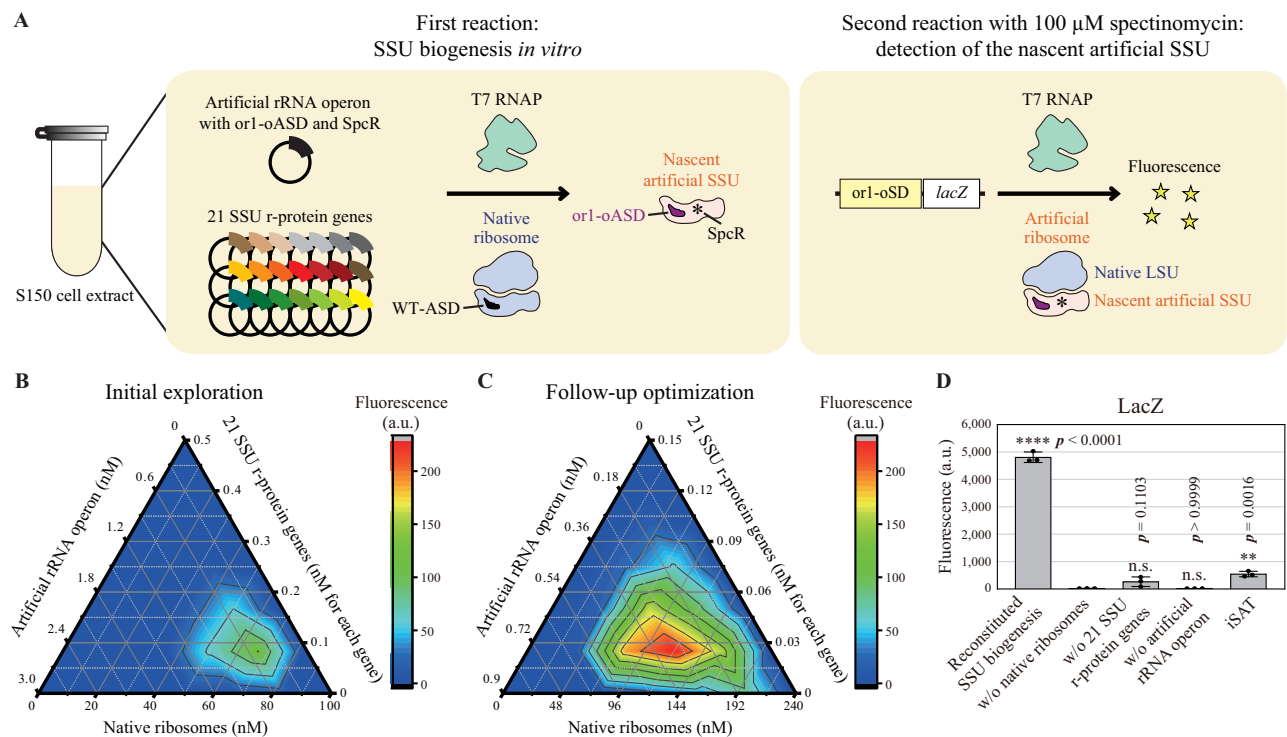 A
First reaction:
SSU biogenesis in vitro
Second reaction with 100 µM spectinomycin:
detection of the nascent artificial SSU
S150 cell extract
Artificial rRNA operon
with or1-oASD and SpcR
21 SSU r-protein genes
T7 RNAP
Native
ribosome
WT-ASD
Nascent
artificial SSU
or1-oASD
*
SpcR
or1-oSD
lacZ
T7 RNAP
Artificial
ribosome
Fluorescence
Native LSU
*
Nascent artificial SSU
B
Initial exploration
Fluorescence
(a.u.)
200
150
100
50
0
Artificial rRNA operon (nM)
0
0.6
1.2
1.8
2.4
3.0
21 SSU r-protein genes (nM for each gene)
0.5
0.4
0.3
0.2
0.1
0
0 20 40 60 80 100
Native ribosomes (nM)
C
Follow-up optimization
Fluorescence
(a.u.)
200
150
100
50
0
Artificial rRNA operon (nM)
0
0.36
0.54
0.72
0.9
21 SSU r-protein genes (nM for each gene)
0.15
0.12
0.09
0.06
0.03
0
0 48 96 144 192 240
Native ribosomes (nM)
D
LacZ
Fluorescence (a.u.)
6,000
5,000
4,000
3,000
2,000
1,000
0
**** p < 0.0001
n.s.
p = 0.1103
n.s.
p > 0.9999
**
p = 0.0016
Reconstituted
SSU biogenesis
w/o native ribosomes
w/o 21 SSU
r-protein genes
w/o artificial
rRNA operon
iSAT